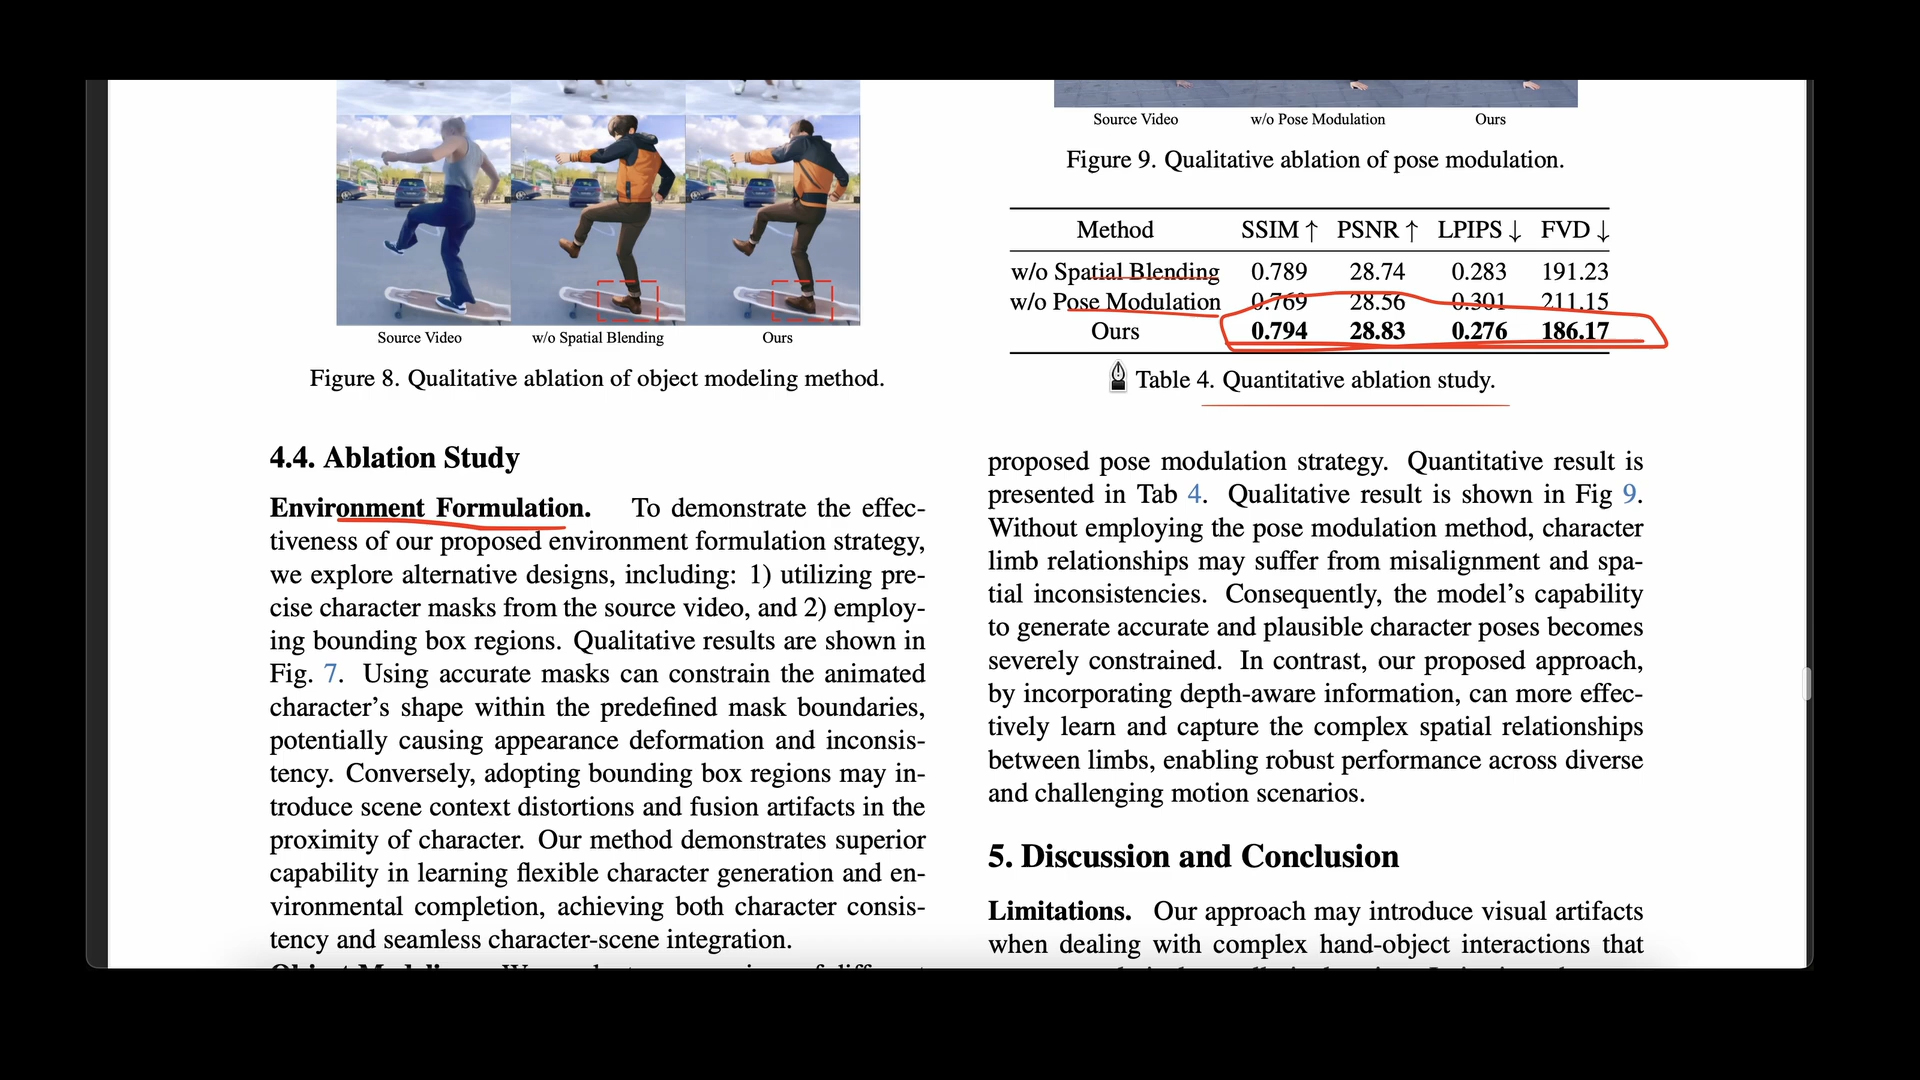 Source Video w/o Spatial Blending Ours
Figure 8. Qualitative ablation of object modeling method.
4.4. Ablation Study
Environment Formulation. To demonstrate the effec-
tiveness of our proposed environment formulation strategy,
we explore alternative designs, including: 1) utilizing pre-
cise character masks from the source video, and 2) employ-
ing bounding box regions. Qualitative results are shown in
Fig. 7. Using accurate masks can constrain the animated
character's shape within the predefined mask boundaries,
potentially causing appearance deformation and inconsis-
tency. Conversely, adopting bounding box regions may in-
troduce scene context distortions and fusion artifacts in the
proximity of character. Our method demonstrates superior
capability in learning flexible character generation and en-
vironmental completion, achieving both character consis-
tency and seamless character-scene integration.
Source Video w/o Pose Modulation Ours
Figure 9. Qualitative ablation of pose modulation.
Method SSIM ↑ PSNR ↑ LPIPS ↓ FVD ↓
w/o Spatial Blending 0.789 28.74 0.283 191.23
w/o Pose Modulation 0.769 28.56 0.301 211.15
Ours 0.794 28.83 0.276 186.17
Table 4. Quantitative ablation study.
proposed pose modulation strategy. Quantitative result is
presented in Tab 4. Qualitative result is shown in Fig 9.
Without employing the pose modulation method, character
limb relationships may suffer from misalignment and spa-
tial inconsistencies. Consequently, the model's capability
to generate accurate and plausible character poses becomes
severely constrained. In contrast, our proposed approach,
by incorporating depth-aware information, can more effec-
tively learn and capture the complex spatial relationships
between limbs, enabling robust performance across diverse
and challenging motion scenarios.
5. Discussion and Conclusion
Limitations. Our approach may introduce visual artifacts
when dealing with complex hand-object interactions that